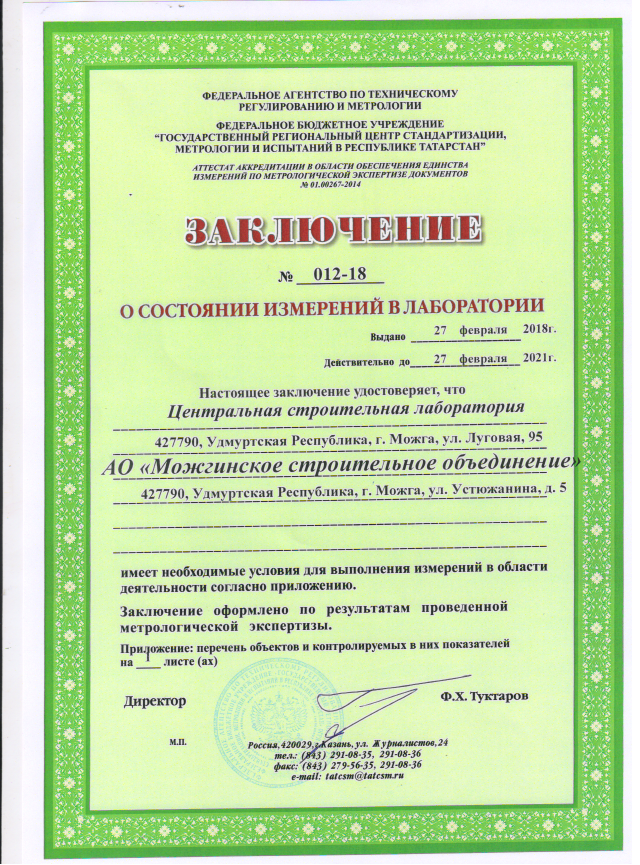 ФЕДЕРАЛЬНОЕ АГЕНТСТВО ПО ТЕХНИЧЕСКОМУ
РЕГУЛИРОВАНИЮ И МЕТРОЛОГИИ
ФЕДЕРАЛЬНОЕ БЮДЖЕТНОЕ УЧРЕЖДЕНИЕ
“ГОСУДАРСТВЕННЫЙ РЕГИОНАЛЬНЫЙ ЦЕНТР СТАНДАРТИЗАЦИИ,
МЕТРОЛОГИИ И ИСПЫТАНИЙ В РЕСПУБЛИКЕ ТАТАРСТАН”
АТТЕСТАТ АККРЕДИТАЦИИ В ОБЛАСТИ ОБЕСПЕЧЕНИЯ ЕДИНСТВА
ИЗМЕРЕНИЙ ПО МЕТРОЛОГИЧЕСКОЙ ЭКСПЕРТИЗЕ ДОКУМЕНТОВ
№ 01.00267-2014
ЗАКЛЮЧЕНИЕ
№ 012-18
О СОСТОЯНИИ ИЗМЕРЕНИЙ В ЛАБОРАТОРИИ
Выдано 27 февраля 2018г.
Действительно до 27 февраля 2021г.
Настоящее заключение удостоверяет, что
Центральная строительная лаборатория
427790, Удмуртская Республика, г. Можга, ул. Луговая, 95
АО «Можгинское строительное объединение»
427790, Удмуртская Республика, г. Можга, ул. Устюжанина, д. 5
имеет необходимые условия для выполнения измерений в области
деятельности согласно приложению.
Заключение оформлено по результатам проведенной
метрологической экспертизы.
Приложение: перечень объектов и контролируемых в них показателей
на 1 листе (ах)
Директор Ф.Х. Туктаров
М.П.
Россия,420029,г.Казань,ул. Журналистов,24
тел.: (843) 291-08-35, 291-08-36
факс: (843) 279-56-35, 291-08-36
e-mail: tatcsm@tatcsm.ru